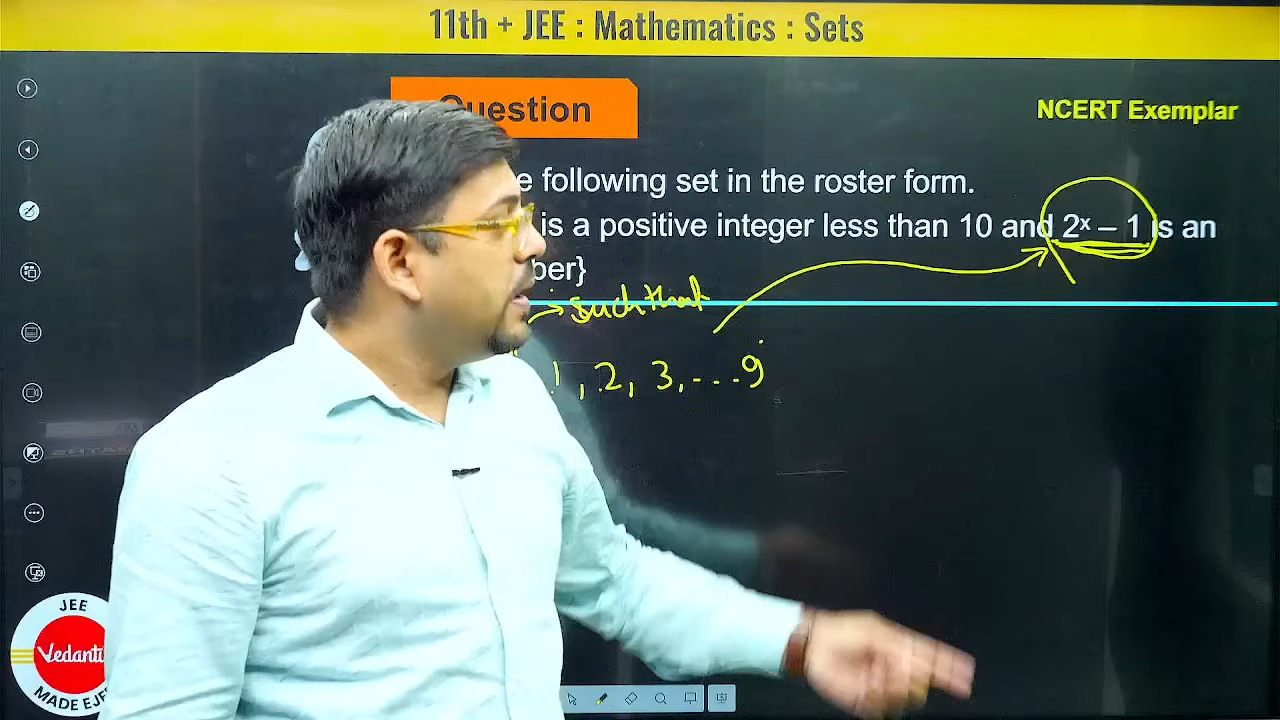 11th + JEE : Mathematics : Sets
Question
NCERT Exemplar
e following set in the roster form.
is a positive integer less than 10 and 2ˣ – 1 is an
ber}
such that
1, 2, 3, --- 9
JEE
Vedantu
MADE EJEE